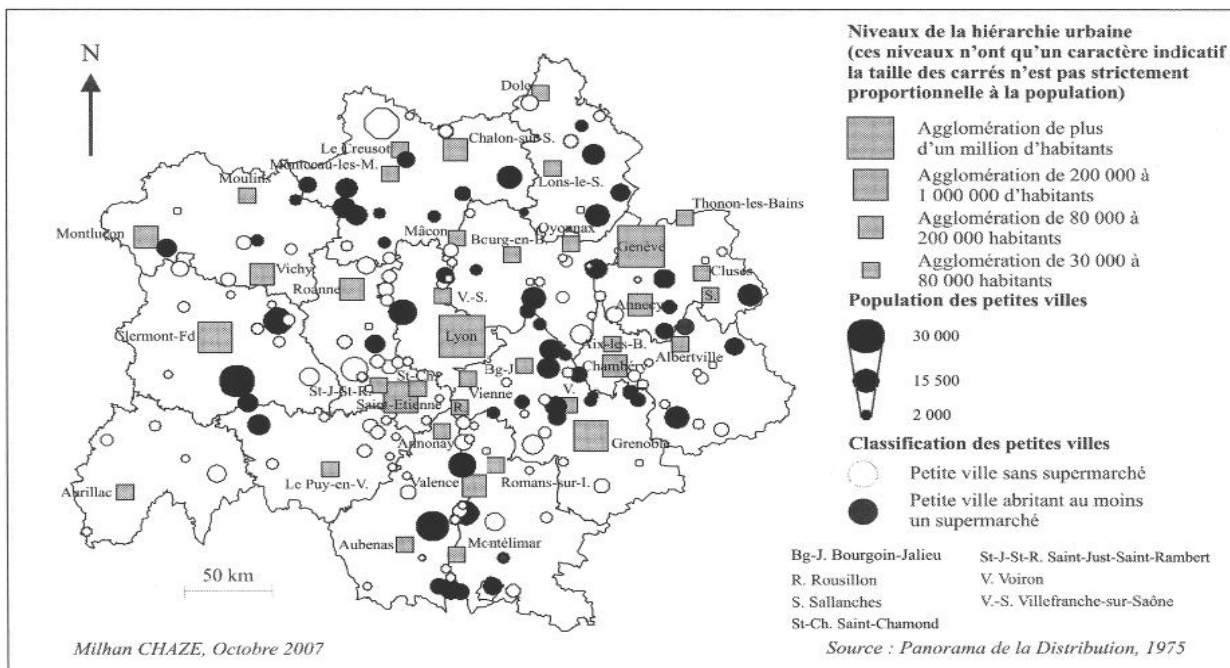 N
Dole
Le Creusot
Chalon-sur-S.
Montceau-les-M.
Moulins
Lons-le-S.
Thonon-les-Bains
Montluçon
Mâcon
Bourg-en-B.
Oyonnax
Genève
Vichy
Cluses
Roanne
V.-S.
Annecy
S.
Clermont-Fd
Lyon
Aix-les-B.
Albertville
Bg-J.
Chambéry
St-Ch.
St-J-St-R.
Vienne
V.
Saint-Etienne
R.
Annonay
Grenoble
Le Puy-en-V.
Valence
Romans-sur-I.
Aurillac
Aubenas
Montélimar
50 km
Milhan CHAZE, Octobre 2007
Niveaux de la hiérarchie urbaine
(ces niveaux n'ont qu'un caractère indicatif
la taille des carrés n'est pas strictement
proportionnelle à la population)
Agglomération de plus
d'un million d'habitants
Agglomération de 200 000 à
1 000 000 d'habitants
Agglomération de 80 000 à
200 000 habitants
Agglomération de 30 000 à
80 000 habitants
Population des petites villes
30 000
15 500
2 000
Classification des petites villes
Petite ville sans supermarché
Petite ville abritant au moins
un supermarché
Bg-J. Bourgoin-Jalieu
R. Rousillon
S. Sallanches
St-Ch. Saint-Chamond
St-J-St-R. Saint-Just-Saint-Rambert
V. Voiron
V.-S. Villefranche-sur-Saône
Source : Panorama de la Distribution, 1975